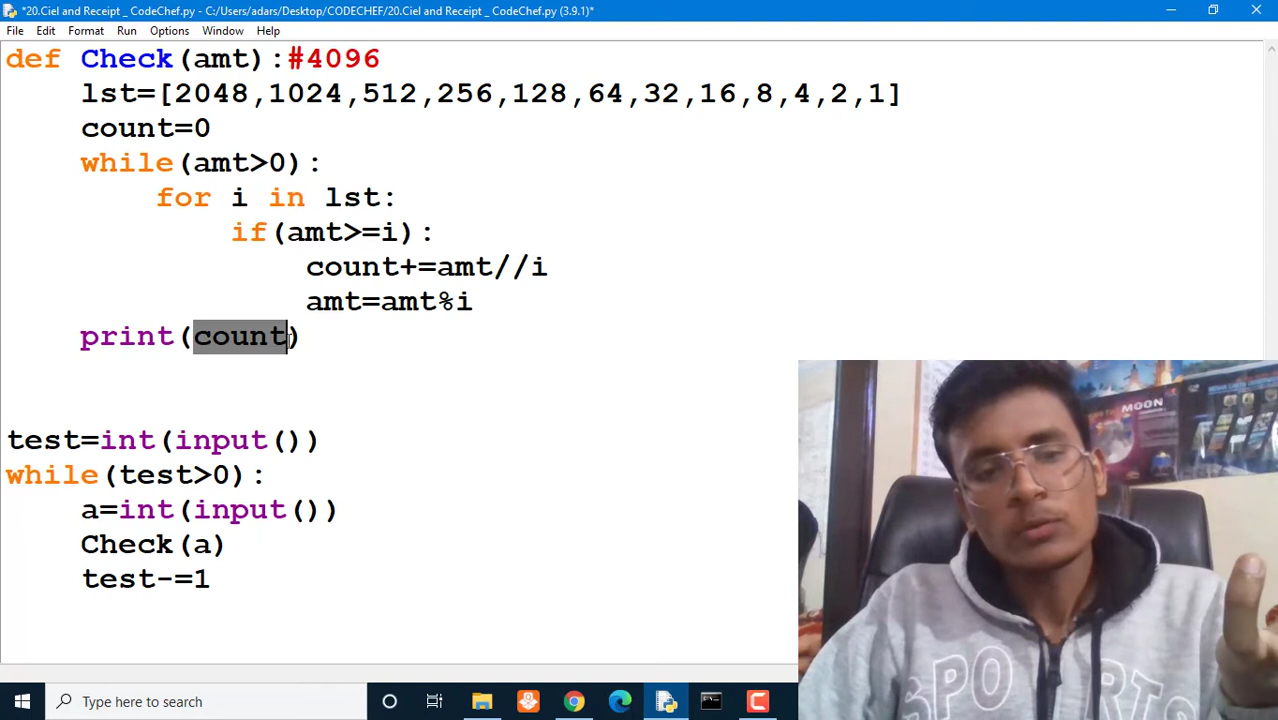 *20.Ciel and Receipt _ CodeChef.py - C:/Users/adars/Desktop/CODECHEF/20.Ciel and Receipt _ CodeChef.py (3.9.1)*
File Edit Format Run Options Window Help
def Check(amt):#4096
lst=[2048,1024,512,256,128,64,32,16,8,4,2,1]
count=0
while(amt>0):
for i in lst:
if(amt>=i):
count+=amt//i
amt=amt%i
print(count)
test=int(input())
while(test>0):
a=int(input())
Check(a)
test-=1
MOON
SPORTS
Type here to search